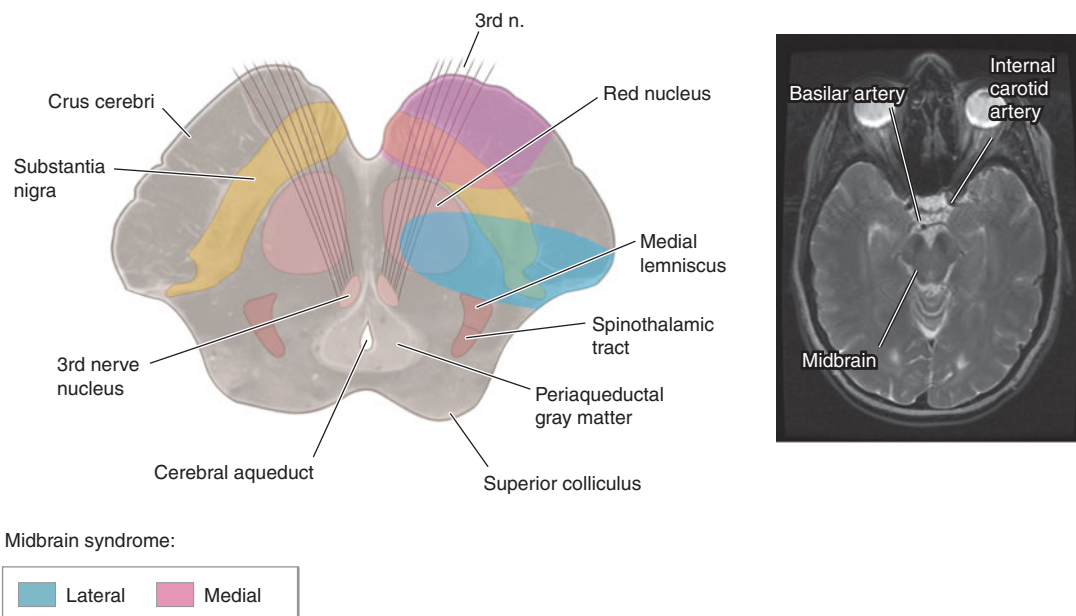 3rd n.
Crus cerebri
Red nucleus
Substantia
nigra
Medial
lemniscus
Spinothalamic
tract
3rd nerve
nucleus
Periaqueductal
gray matter
Cerebral aqueduct
Superior colliculus
Internal
carotid
artery
Basilar artery
Midbrain
Midbrain syndrome:
Lateral
Medial